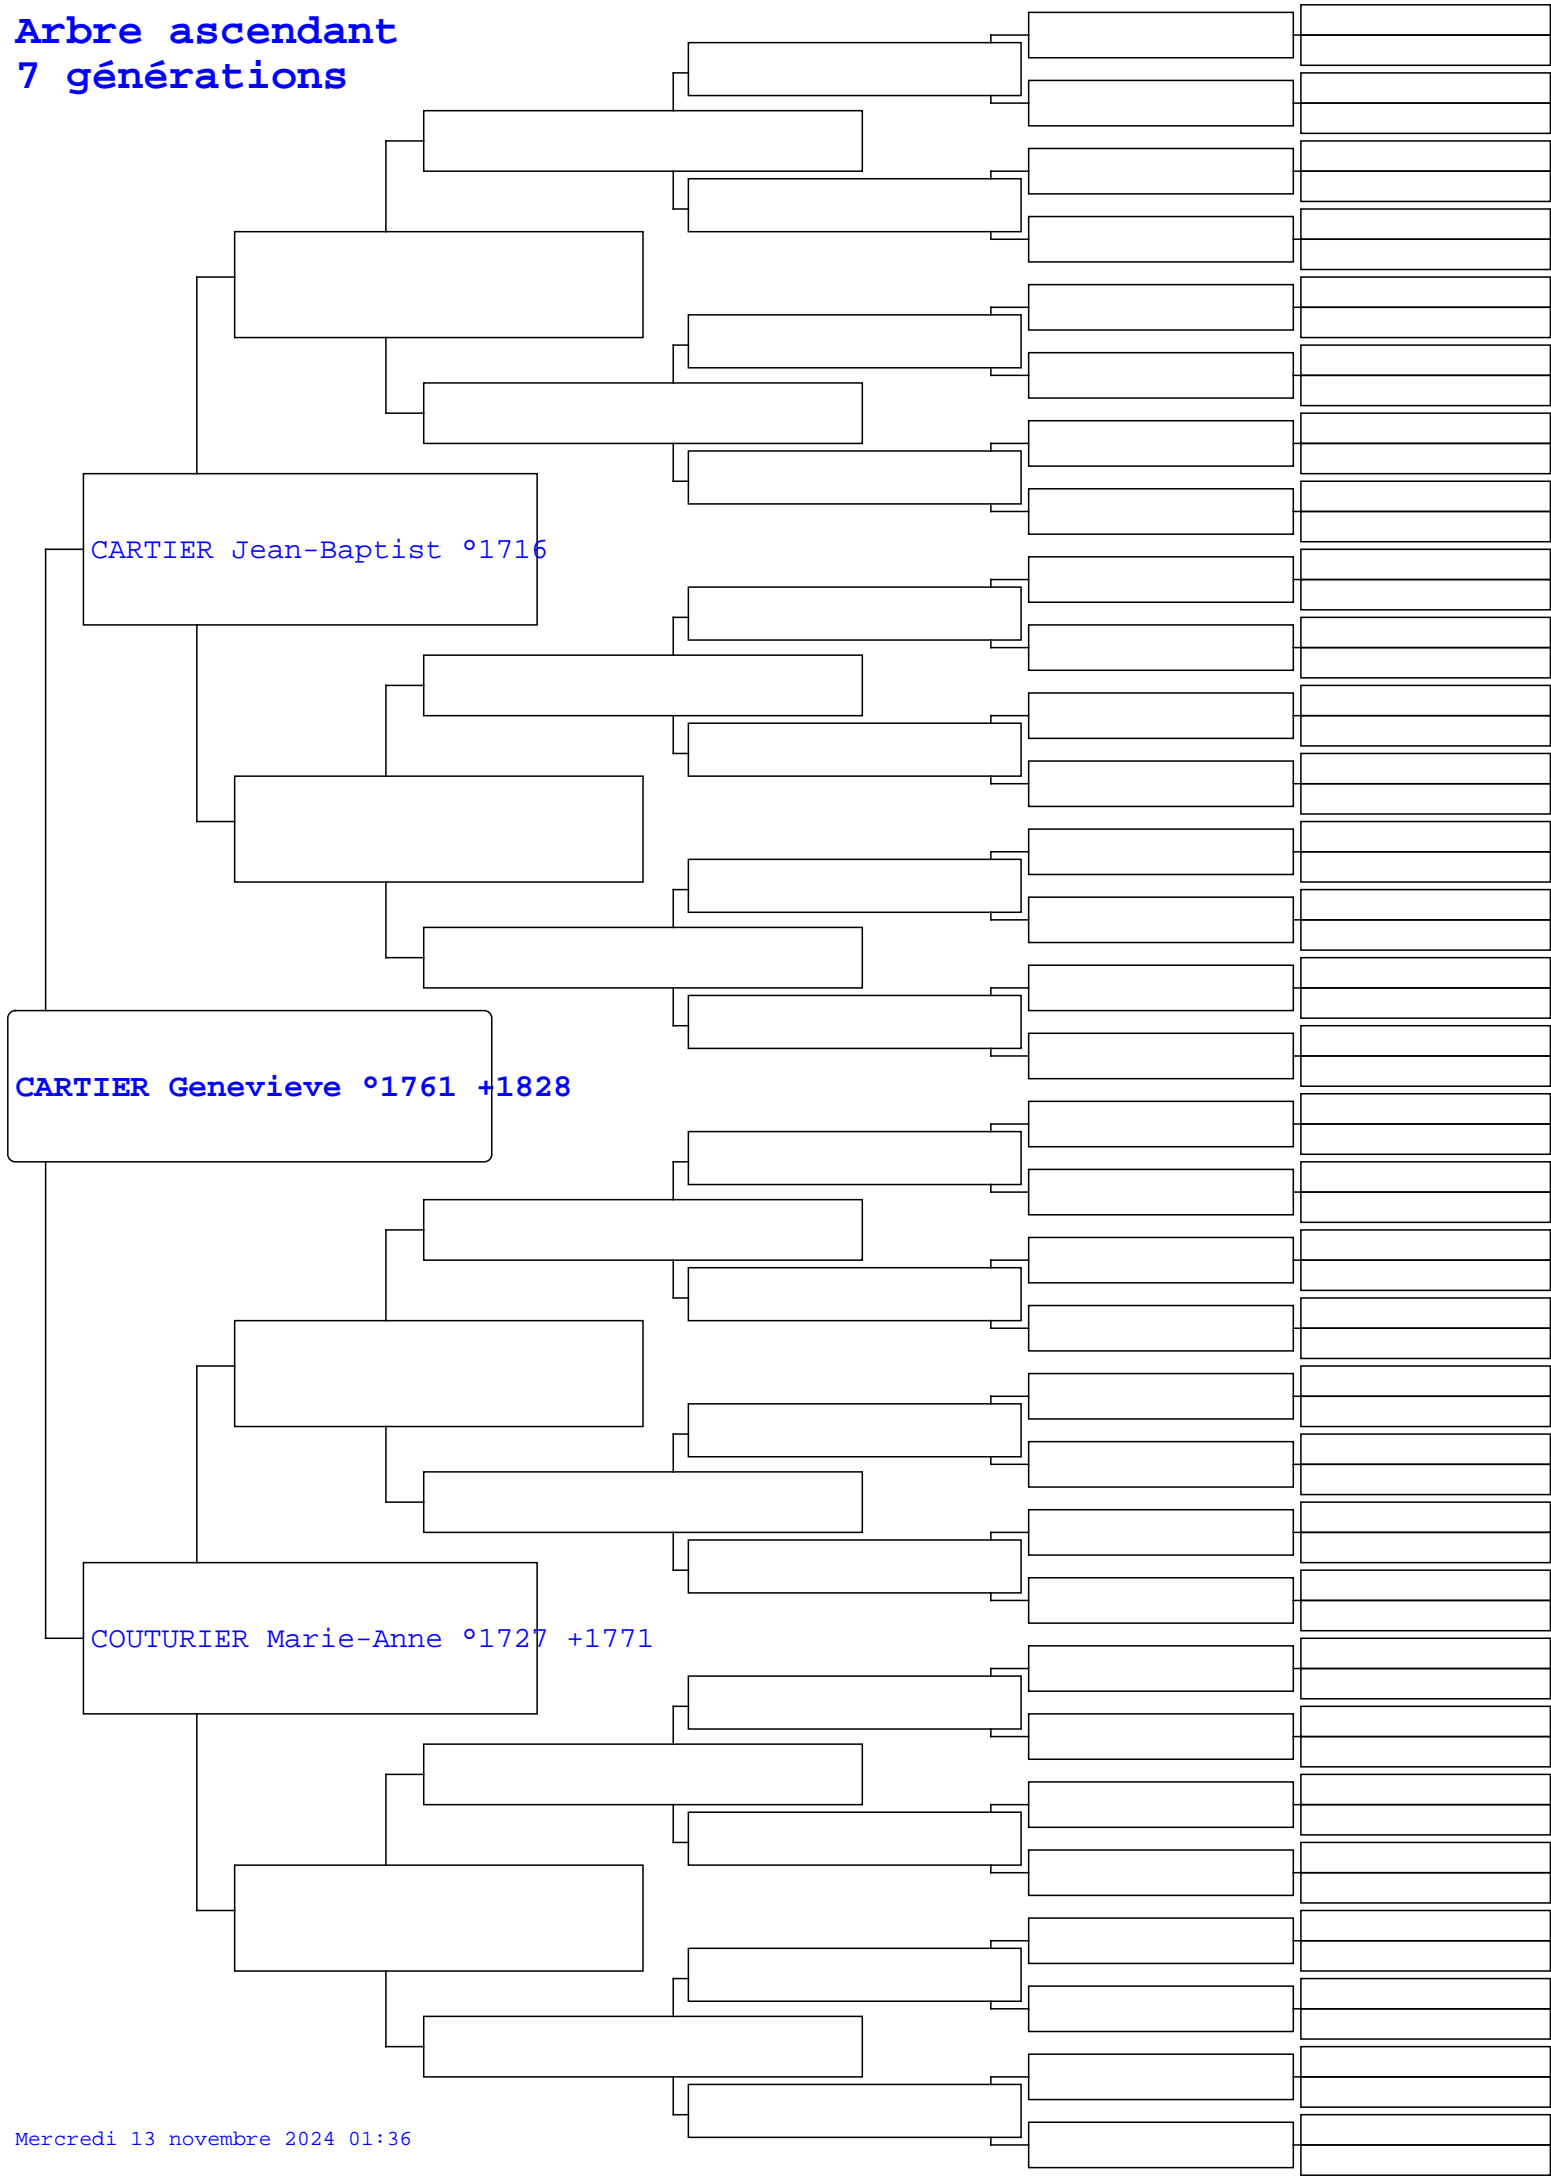 Arbre ascendant
7 générations
CARTIER Jean-Baptist °1716
CARTIER Genevieve °1761 +1828
COUTURIER Marie-Anne °1727 +1771
Mercredi 13 novembre 2024 01:36